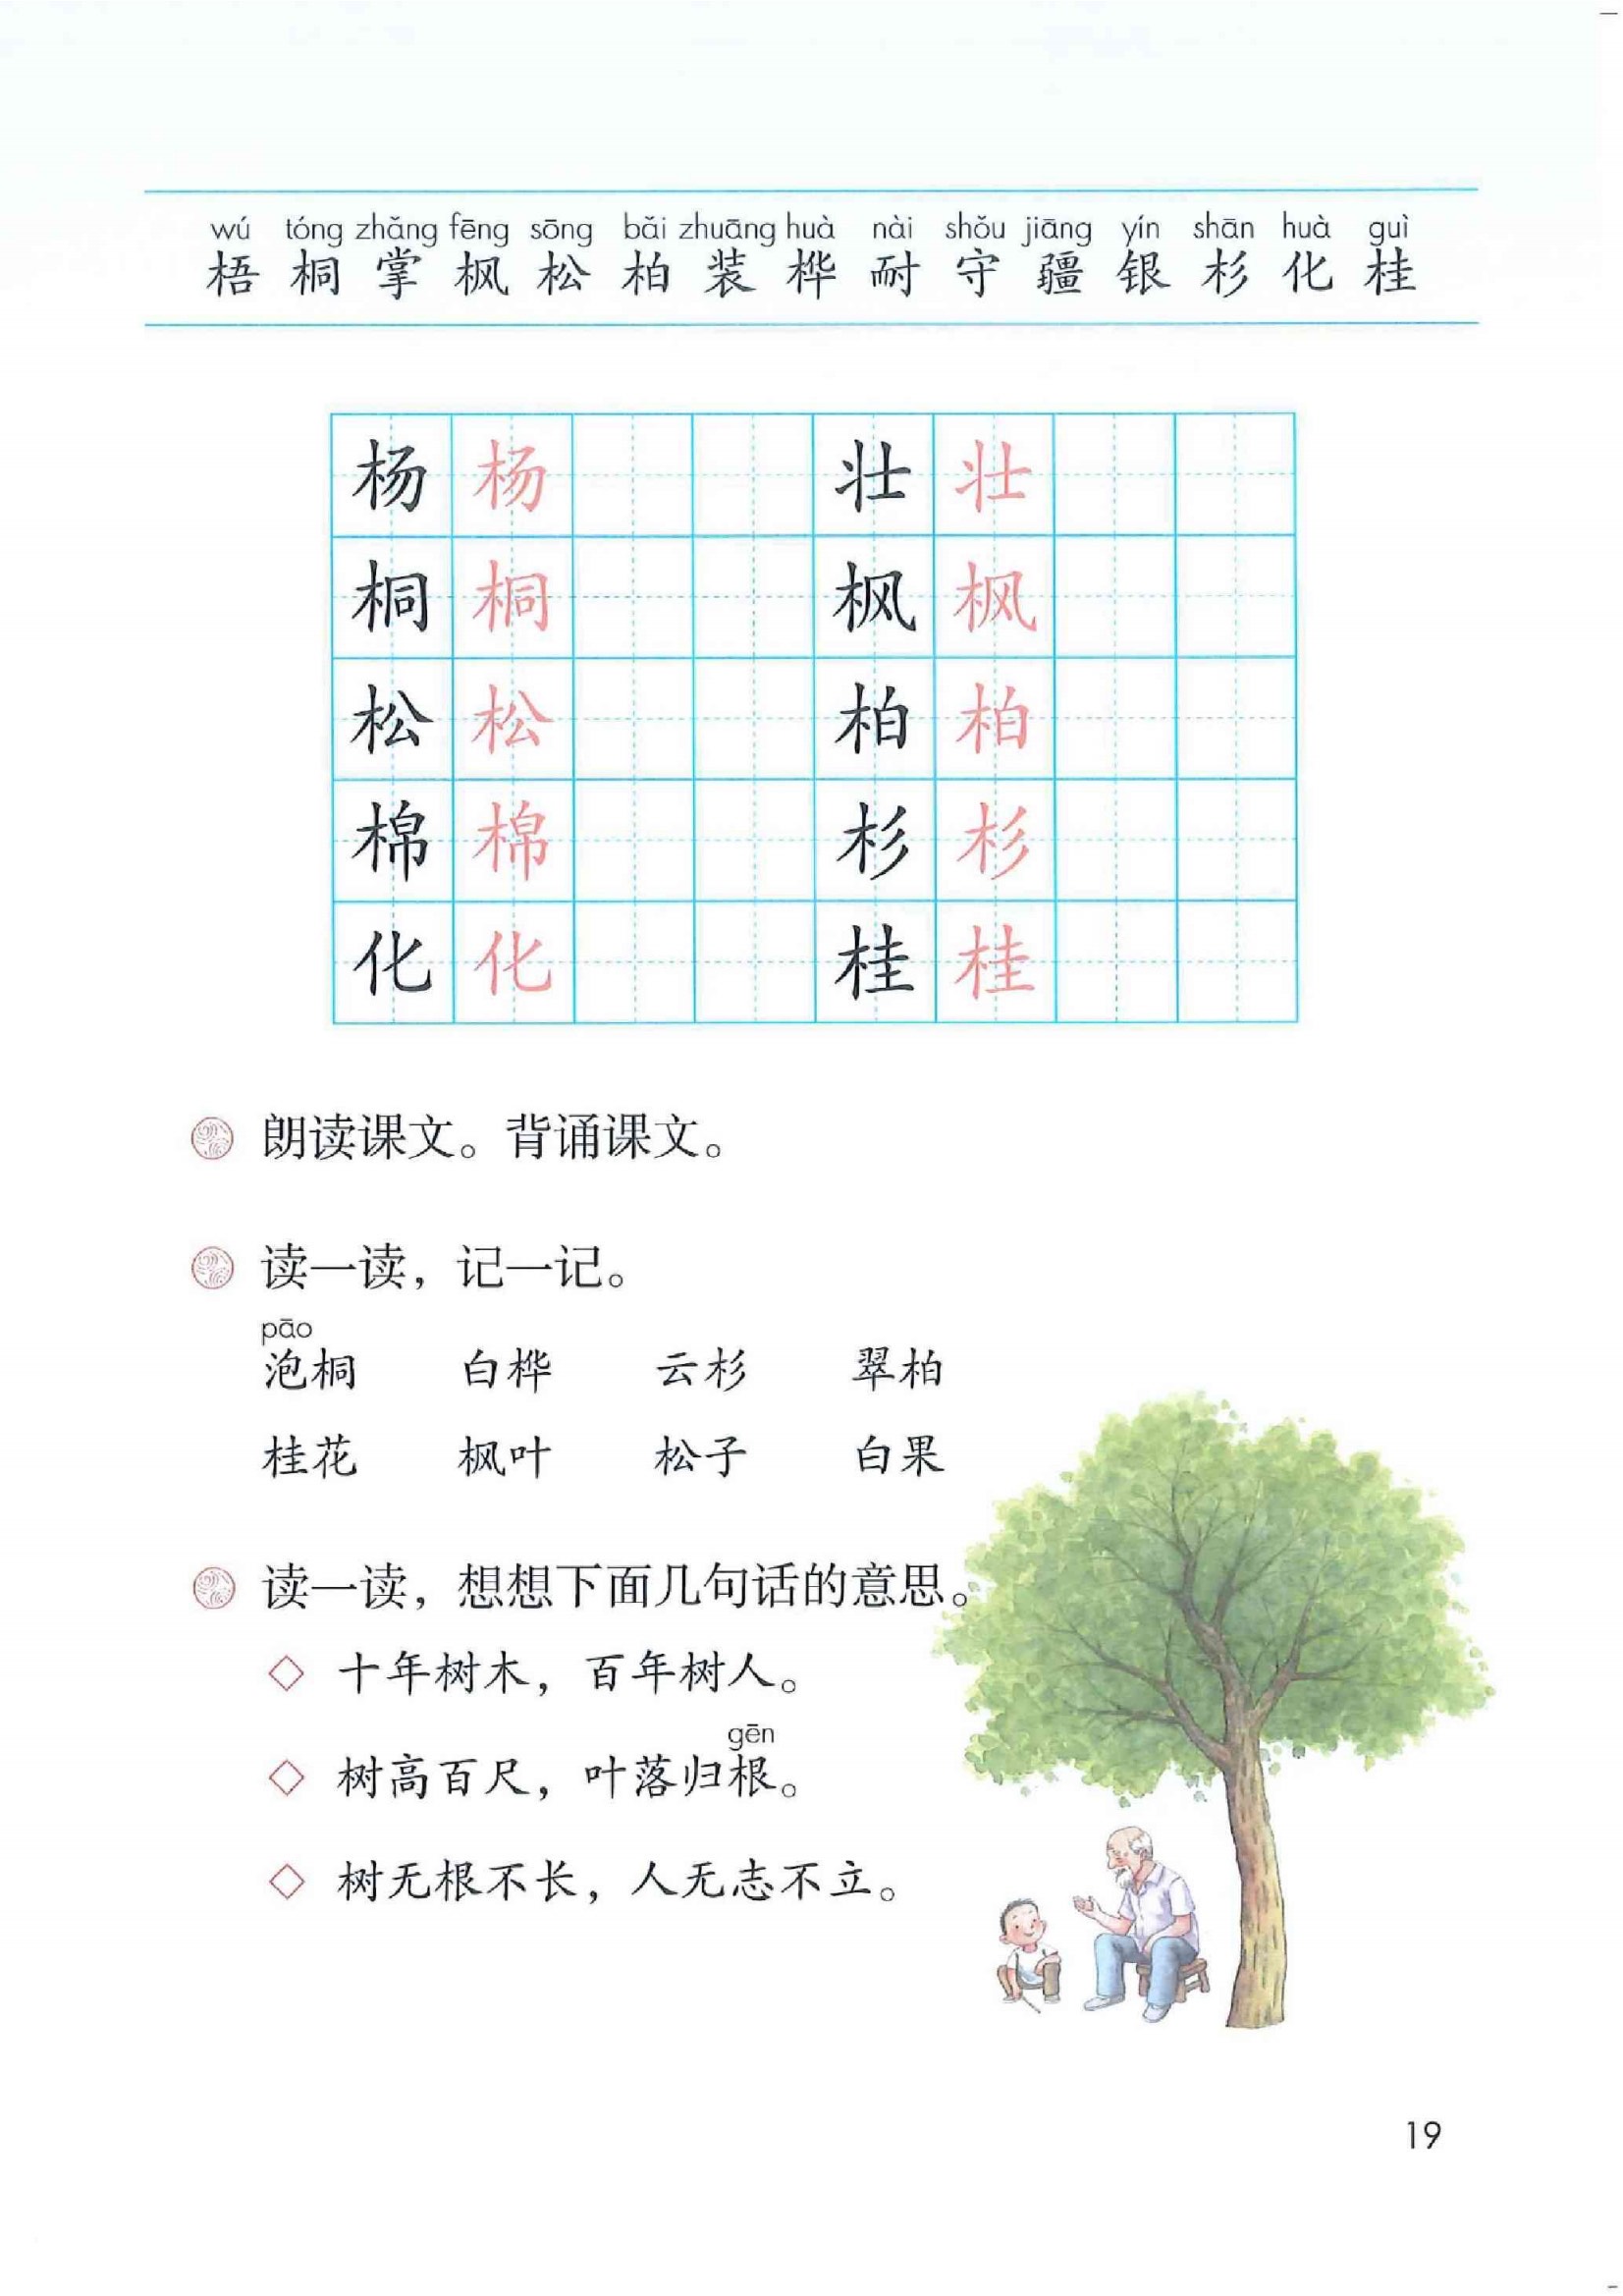 wú tóng zhǎng fēng sōng bǎi zhuāng huà nài shǒu jiāng yín shān huà guì
梧 桐 掌 枫 松 柏 装 桦 耐 守 疆 银 杉 化 桂
杨 杨 壮 壮
桐 桐 枫 枫
松 松 柏 柏
棉 棉 杉 杉
化 化 桂 桂
朗读课文。背诵课文。
读一读，记一记。
pāo
泡桐 白桦 云杉 翠柏
桂花 枫叶 松子 白果
读一读，想想下面几句话的意思。
◇ 十年树木，百年树人。
gēn
◇ 树高百尺，叶落归根。
◇ 树无根不长，人无志不立。
19